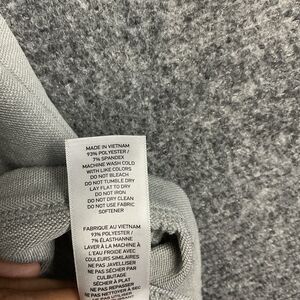 MADE IN VIETNAM
93% POLYESTER /
7% SPANDEX
MACHINE WASH COLD
WITH LIKE COLORS
DO NOT BLEACH
DO NOT TUMBLE DRY
LAY FLAT TO DRY
DO NOT IRON
DO NOT DRY CLEAN
DO NOT USE FABRIC
SOFTENER
FABRIQUÉ AU VIETNAM
93% POLYESTER /
7% ÉLASTHANNE
LAVER À LA MACHINE À
L'EAU FROIDE AVEC
COULEURS SIMILAIRES
NE PAS JAVELLISER
NE PAS SÉCHER PAR
CULBUTAGE
SÉCHER À PLAT
NE PAS REPASSER
NE PAS NETTOYER À SEC
NE PAS UTILISER